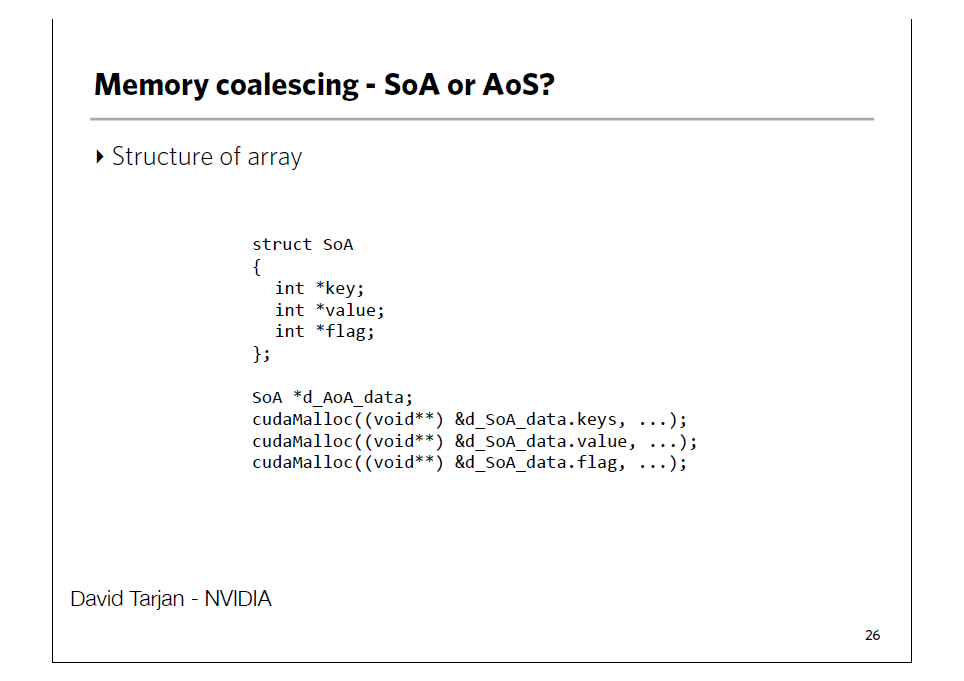 Memory coalescing - SoA or AoS?
Structure of array
struct SoA
{
int *key;
int *value;
int *flag;
};
SoA *d_AoA_data;
cudaMalloc((void**) &d_SoA_data.keys, ...);
cudaMalloc((void**) &d_SoA_data.value, ...);
cudaMalloc((void**) &d_SoA_data.flag, ...);
David Tarjan - NVIDIA
26